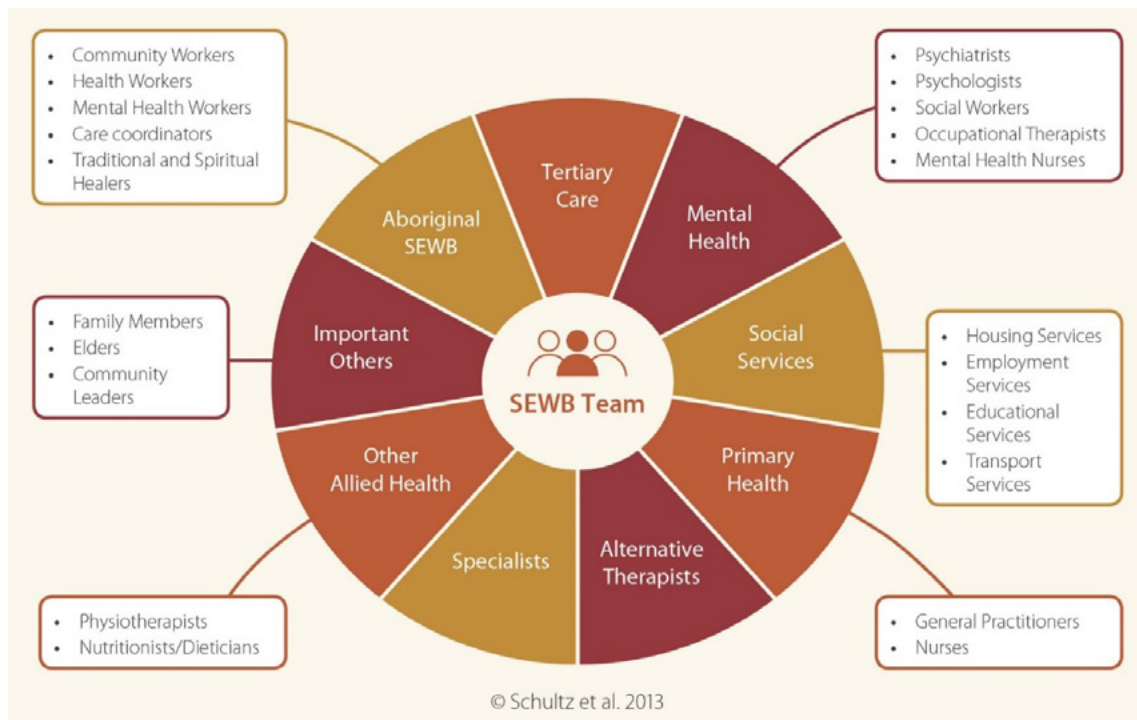 • Community Workers
• Health Workers
• Mental Health Workers
• Care coordinators
• Traditional and Spiritual
Healers
• Psychiatrists
• Psychologists
• Social Workers
• Occupational Therapists
• Mental Health Nurses
Tertiary
Care
Mental
Health
Aboriginal
SEWB
• Family Members
• Elders
• Community
Leaders
Important
Others
Social
Services
• Housing Services
• Employment
Services
• Educational
Services
• Transport
Services
SEWB Team
Other
Allied Health
Primary
Health
Specialists
Alternative
Therapists
• Physiotherapists
• Nutritionists/Dieticians
• General Practitioners
• Nurses
© Schultz et al. 2013